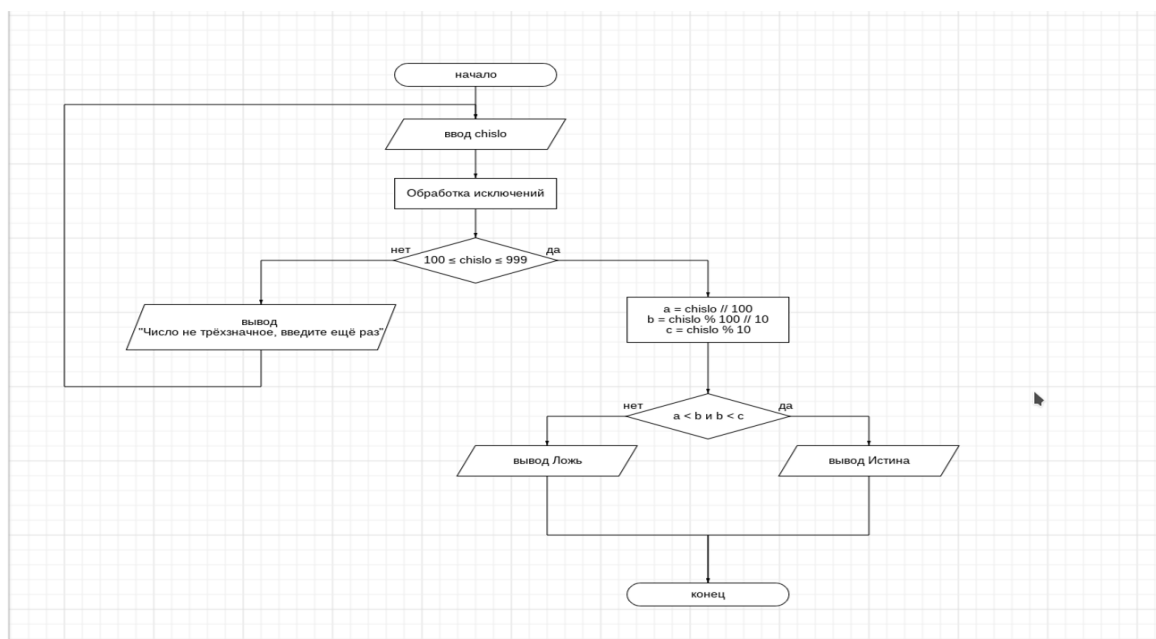 начало
ввод chislo
Обработка исключений
нет
да
100 ≤ chislo ≤ 999
вывод
"Число не трёхзначное, введите ещё раз"
a = chislo // 100
b = chislo % 100 // 10
c = chislo % 10
нет
да
a < b и b < c
вывод Ложь
вывод Истина
конец